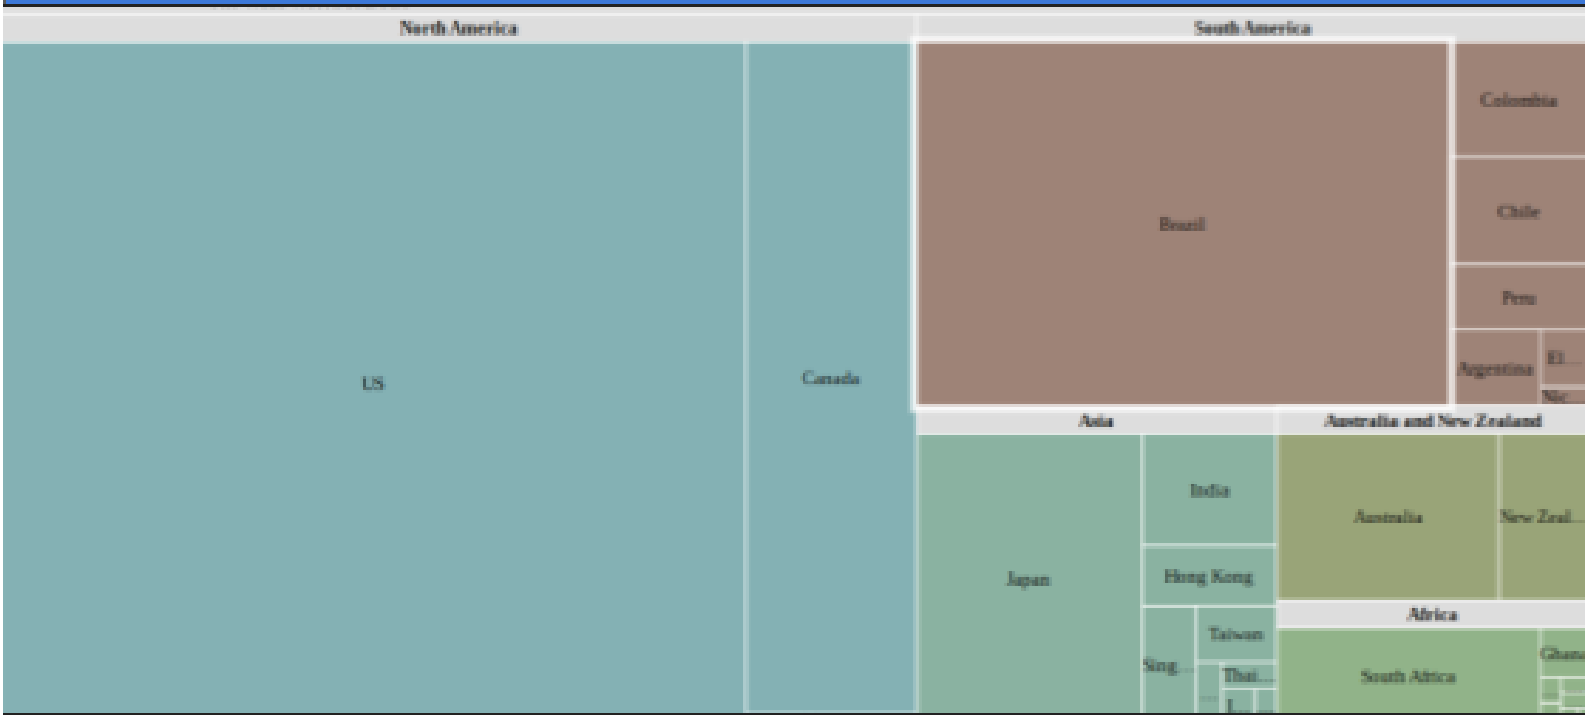 North America
South America
US
Canada
Brazil
Colombia
Chile
Peru
Argentina
El...
Nic...
Asia
Australia and New Zealand
Japan
India
Hong Kong
Sing...
Taiwan
Thai...
...
I...
...
Australia
New Zeal...
Africa
South Africa
Ghana
...